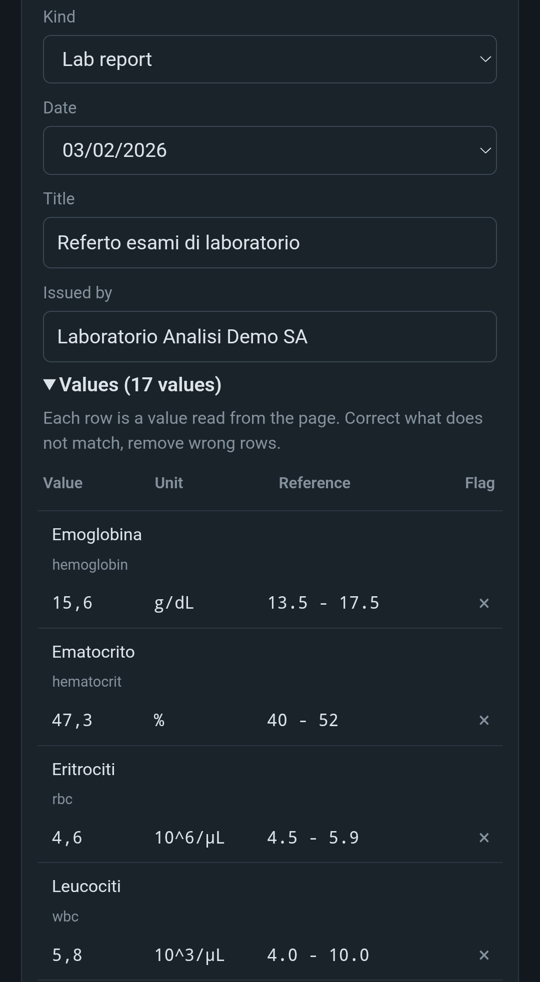 Kind
Lab report
Date
03/02/2026
Title
Referto esami di laboratorio
Issued by
Laboratorio Analisi Demo SA
▼Values (17 values)
Each row is a value read from the page. Correct what does
not match, remove wrong rows.
Value Unit Reference Flag
Emoglobina
hemoglobin
15,6 g/dL 13.5 - 17.5 ×
Ematocrito
hematocrit
47,3 % 40 - 52 ×
Eritrociti
rbc
4,6 10^6/µL 4.5 - 5.9 ×
Leucociti
wbc
5,8 10^3/µL 4.0 - 10.0 ×